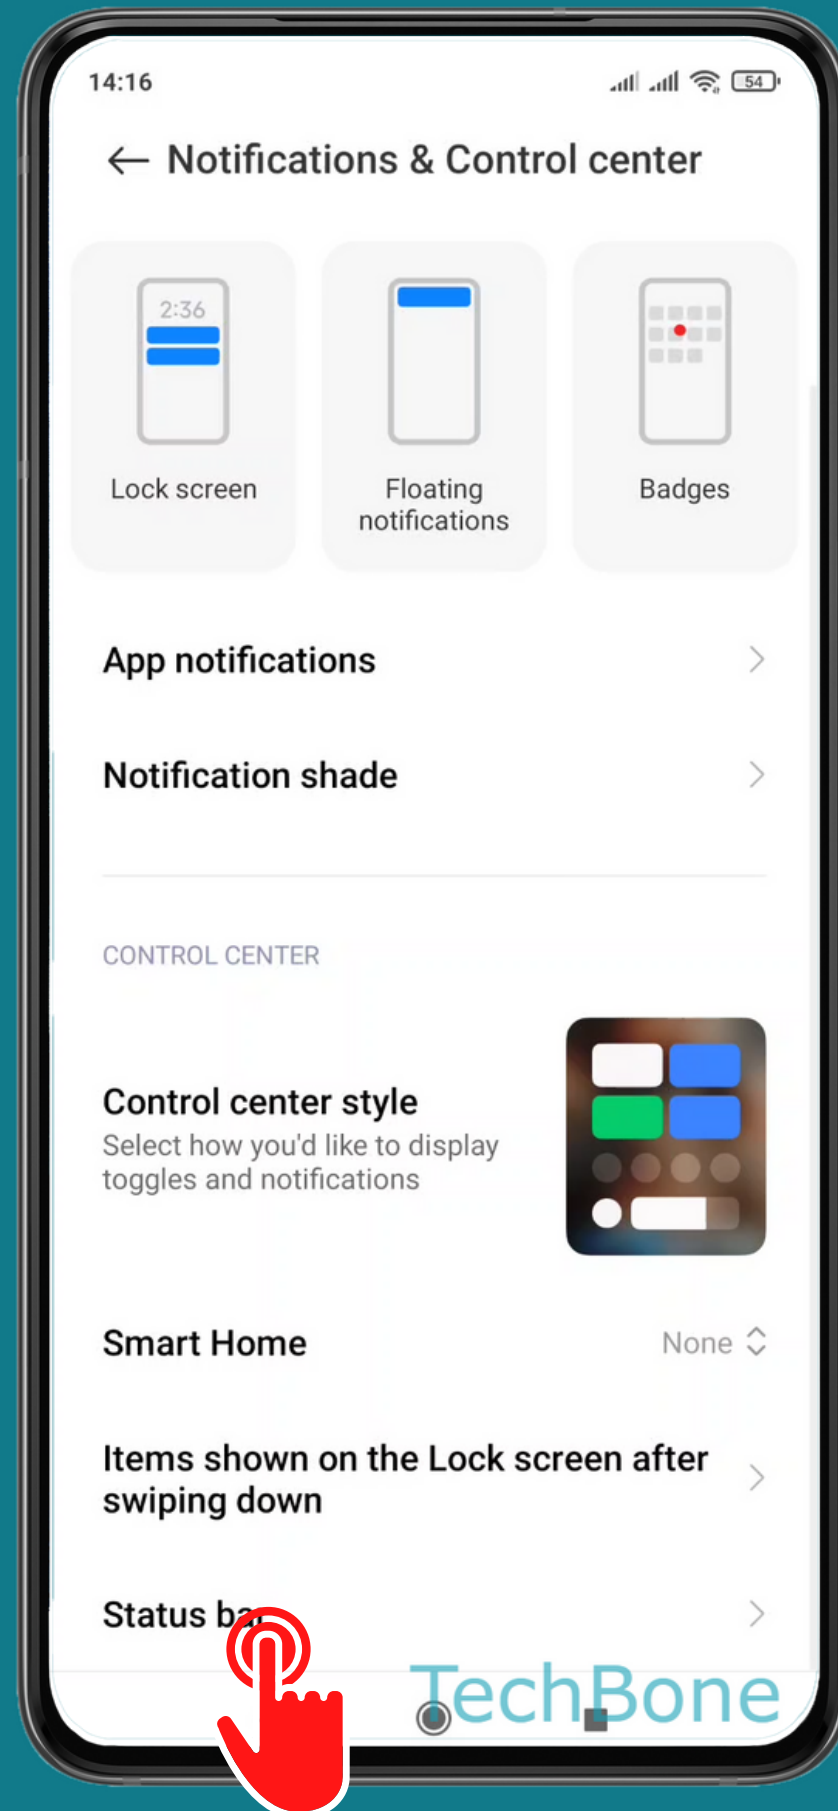 14:16
54
Notifications & Control center
2:36
Lock screen
Floating
notifications
Badges
App notifications
Notification shade
CONTROL CENTER
Control center style
Select how you'd like to display
toggles and notifications
Smart Home
None
Items shown on the Lock screen after
swiping down
Status bar
TechBone